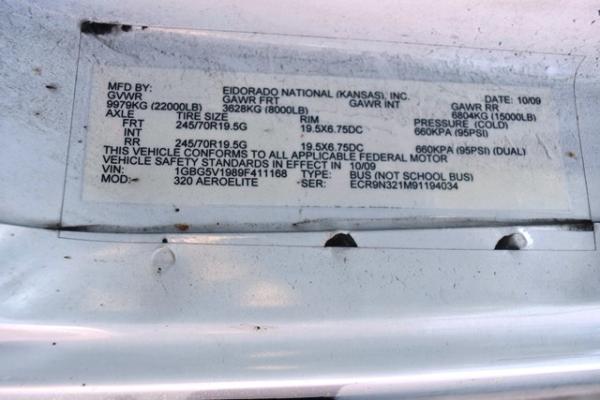 MFD BY: EIDORADO NATIONAL (KANSAS), INC. DATE: 10/09
GVWR GAWR FRT GAWR INT GAWR RR
9979KG (22000LB) 3628KG (8000LB) 6804KG (15000LB)
AXLE TIRE SIZE RIM PRESSURE (COLD)
FRT 245/70R19.5G 19.5X6.75DC 660KPA (95PSI)
INT
RR 245/70R19.5G 19.5X6.75DC 660KPA (95PSI) (DUAL)
THIS VEHICLE CONFORMS TO ALL APPLICABLE FEDERAL MOTOR
VEHICLE SAFETY STANDARDS IN EFFECT IN 10/09
VIN: 1GBG5V1989F411168 TYPE: BUS (NOT SCHOOL BUS)
MOD: 320 AEROELITE SER: ECR9N321M91194034